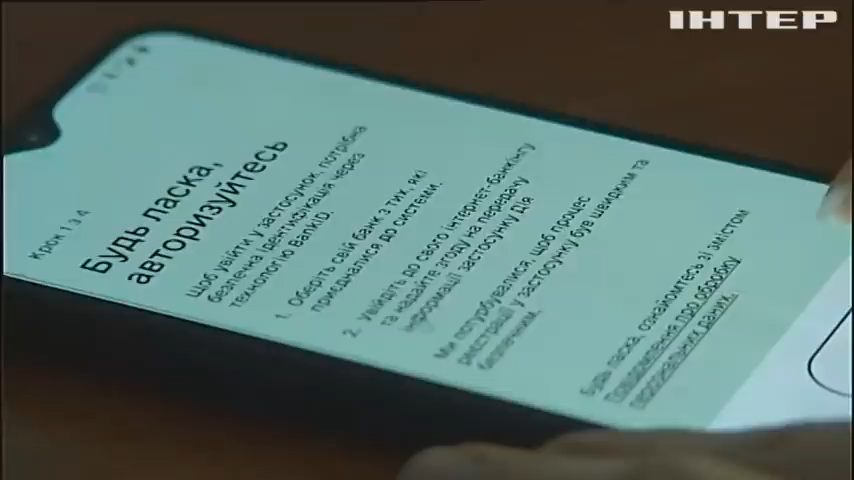 ІНТЕР
Крок 1 з 4
Будь ласка,
авторизуйтесь
Щоб увійти у застосунок, потрібна
безпечна ідентифікація через
технологію BankID.
1. Оберіть свій банк з тих, які
приєдналися до системи.
2. Увійдіть до свого інтернет-банкінгу
та надайте згоду на передачу
інформації застосунку Дія
Ми потурбувалися, щоб процес
реєстрації у застосунку був швидким та
безпечним.
Будь ласка, ознайомтесь зі змістом
Повідомлення про обробку
персональних даних.